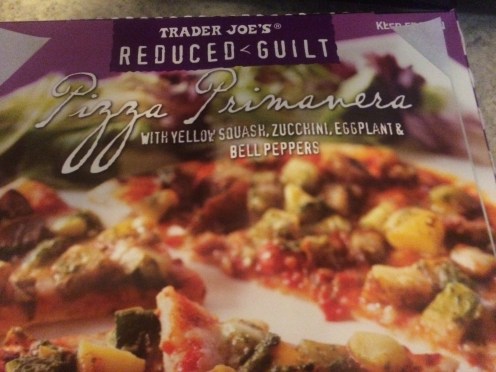 TRADER JOE'S®
REDUCED < GUILT
Pizza Primavera
WITH YELLOW SQUASH, ZUCCHINI, EGGPLANT &
BELL PEPPERS